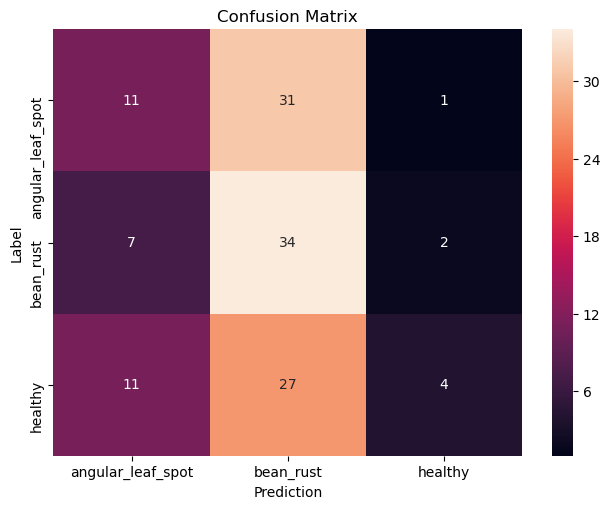 Confusion Matrix
Label
angular_leaf_spot
11 31 1
bean_rust
7 34 2
healthy
11 27 4
angular_leaf_spot bean_rust healthy
Prediction
30
24
18
12
6